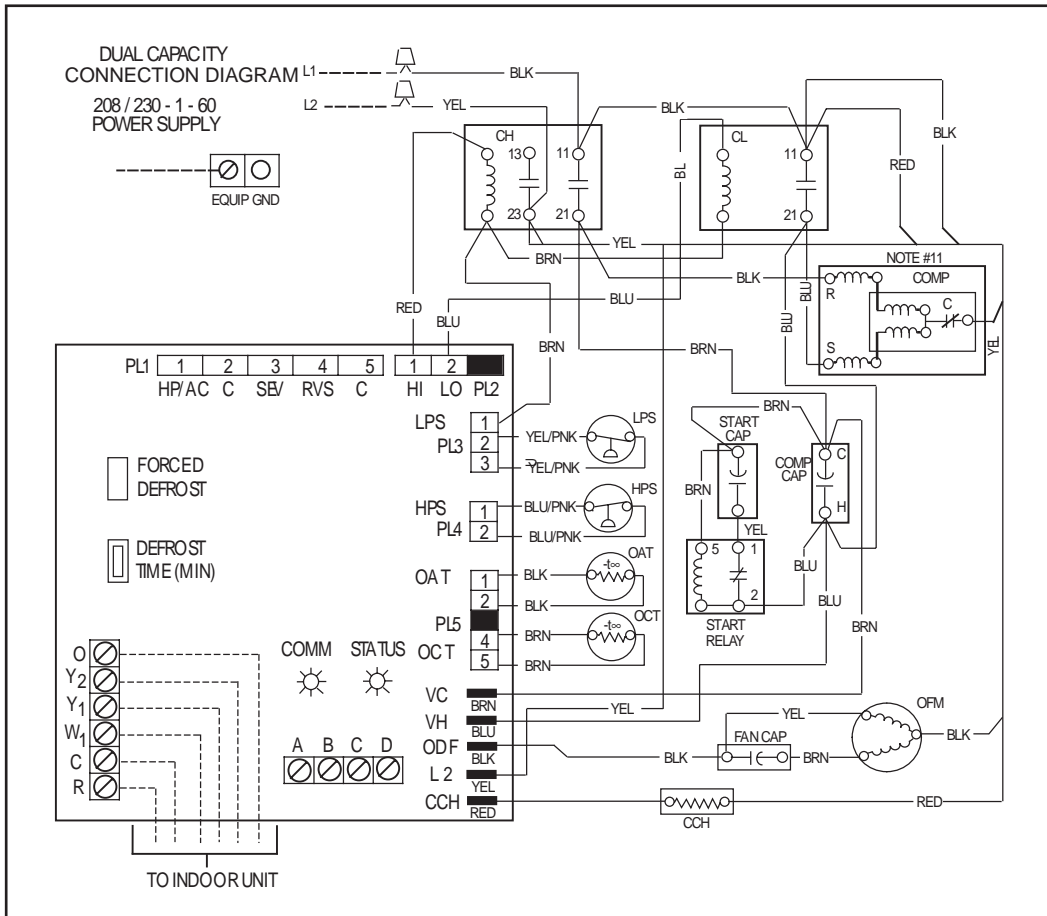 DUAL CAPACITY
CONNECTION DIAGRAM
208 / 230 - 1 - 60
POWER SUPPLY
L1
BLK
L2
YEL
EQUIP GND
CH
13
11
23
21
BLK
BL
CL
11
21
RED
BLK
YEL
BRN
NOTE #11
COMP
BLK
R
C
S
BLU
BLU
YEL
RED
BLU
BLU
BRN
BRN
PL1
1
2
3
4
5
HP/AC
C
SEV
RVS
C
1
2
HI
LO
PL2
LPS
PL3
1
2
3
YEL/PNK
YEL/PNK
LPS
HPS
PL4
1
2
BLU/PNK
BLU/PNK
HPS
OAT
1
2
BLK
BLK
-t∞
OAT
PL5
OCT
4
5
BRN
BRN
-t∞
OCT
FORCED
DEFROST
DEFROST
TIME (MIN)
BRN
START
CAP
BRN
YEL
5
1
2
START
RELAY
COMP
CAP
C
H
BLU
BLU
BRN
O
Y2
Y1
W1
C
R
COMM
STATUS
A
B
C
D
VC
BRN
VH
BLU
ODF
BLK
L2
YEL
CCH
RED
YEL
BLK
YEL
FAN CAP
BRN
OFM
BLK
CCH
RED
TO INDOOR UNIT